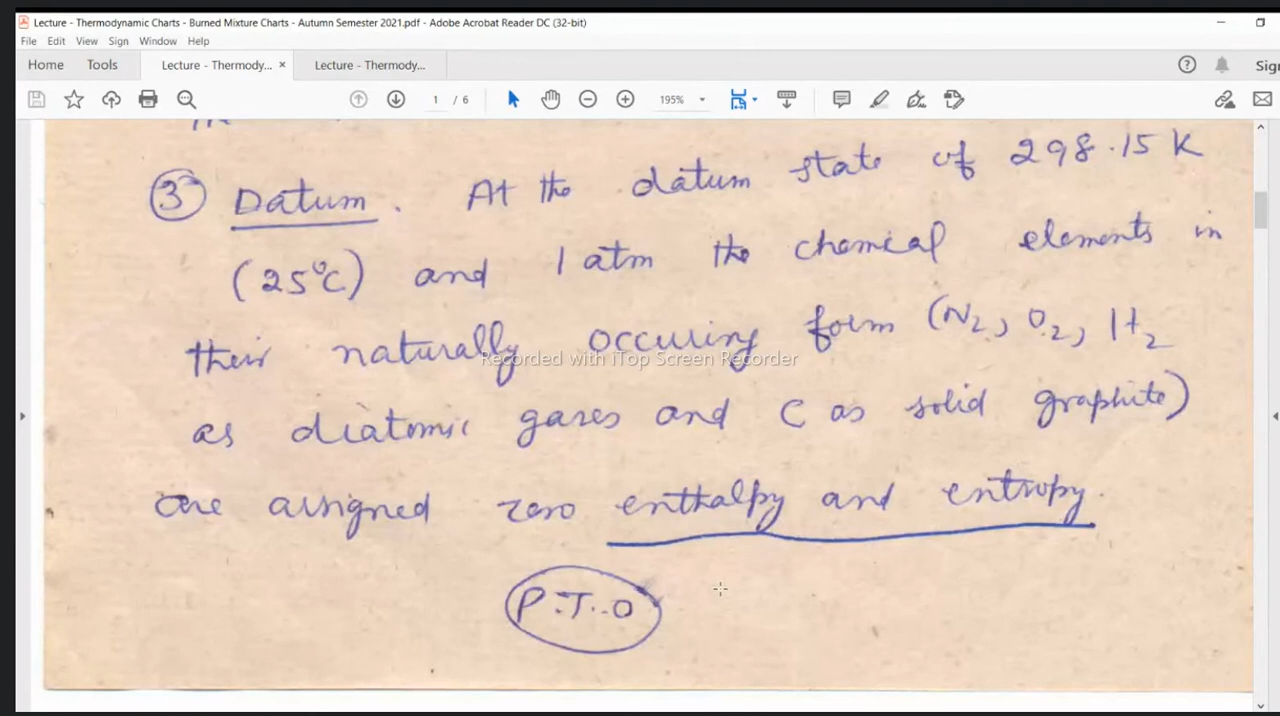 Lecture - Thermodynamic Charts - Burned Mixture Charts - Autumn Semester 2021.pdf - Adobe Acrobat Reader DC (32-bit)
File Edit View Sign Window Help
Home Tools Lecture - Thermody... × Lecture - Thermody... Sign
1 / 6 195%
③ Datum. At the datum state of 298.15 K
(25°C) and 1 atm the chemical elements in
their naturally occuring form (N2, O2, H2
Recorded with iTop Screen Recorder
as diatomic gases and C as solid graphite)
are assigned zero enthalpy and entropy.
P.T.O